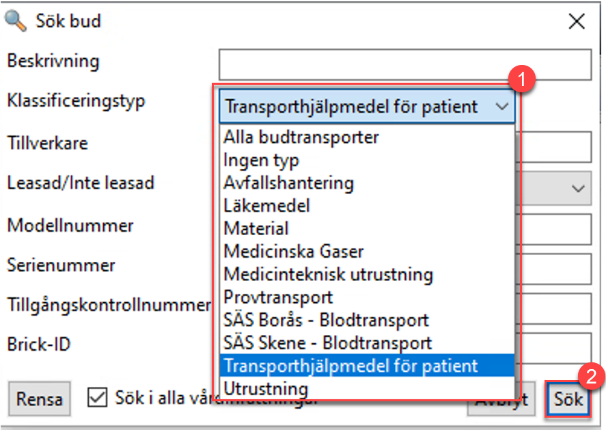 Sök bud
Beskrivning
1
Klassificeringstyp
Transporthjälpmedel för patient
Tillverkare
Leasad/Inte leasad
Modellnummer
Serienummer
Tillgångskontrollnummer
Brick-ID
Alla budtransporter
Ingen typ
Avfallshantering
Läkemedel
Material
Medicinska Gaser
Medicinteknisk utrustning
Provtransport
SÄS Borås - Blodtransport
SÄS Skene - Blodtransport
Transporthjälpmedel för patient
Utrustning
2
Rensa
Sök i alla vårdinrättningar
Avbryt
Sök